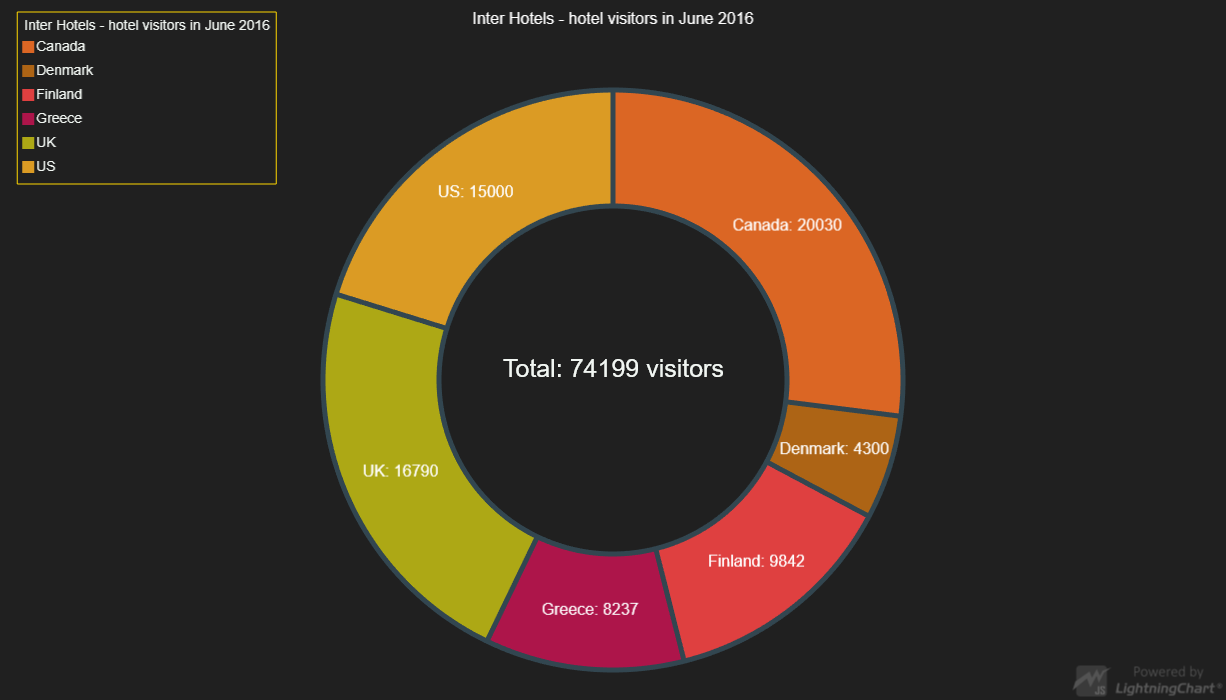 Inter Hotels - hotel visitors in June 2016
Inter Hotels - hotel visitors in June 2016
Canada
Denmark
Finland
Greece
UK
US
US: 15000
Canada: 20030
Total: 74199 visitors
Denmark: 4300
UK: 16790
Finland: 9842
Greece: 8237
JS
Powered by
LightningChart®